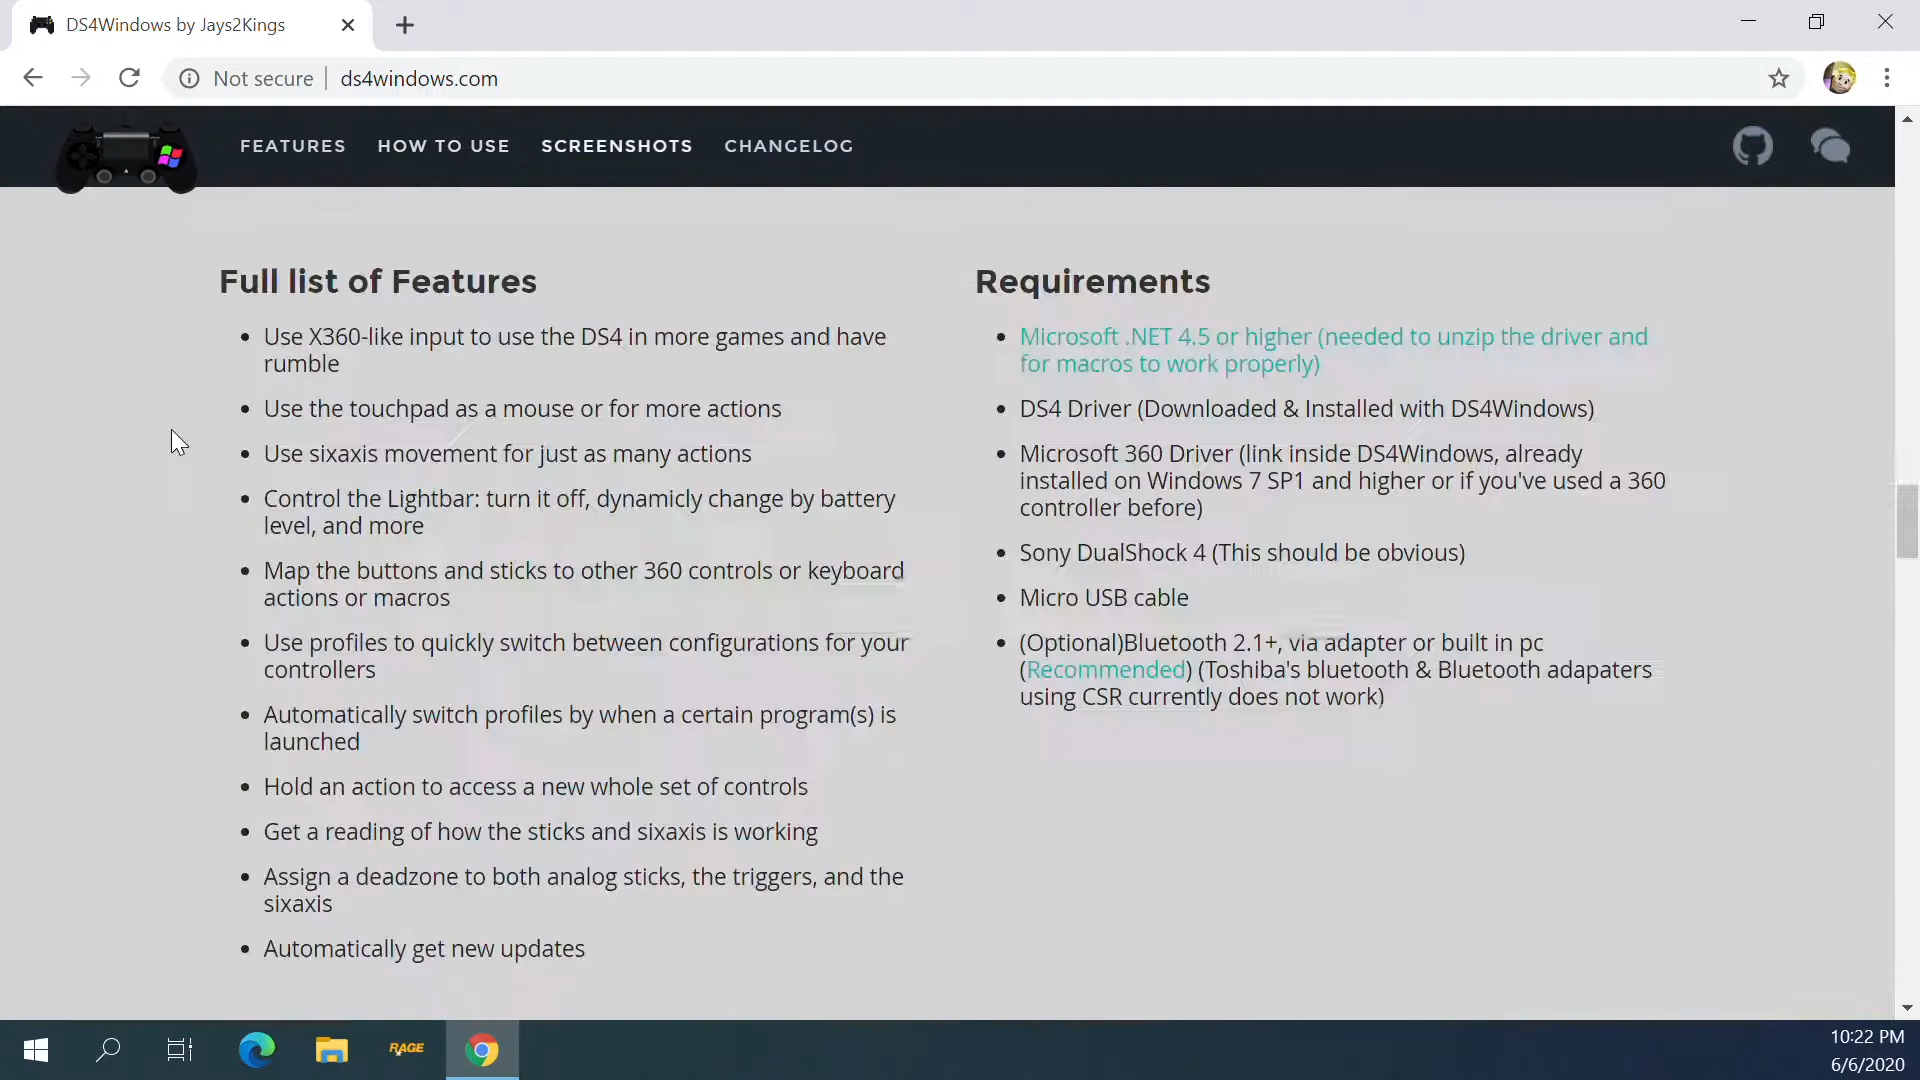 DS4Windows by Jays2Kings
Not secure
ds4windows.com
FEATURES
HOW TO USE
SCREENSHOTS
CHANGELOG
Full list of Features
Use X360-like input to use the DS4 in more games and have
rumble
Use the touchpad as a mouse or for more actions
Use sixaxis movement for just as many actions
Control the Lightbar: turn it off, dynamicly change by battery
level, and more
Map the buttons and sticks to other 360 controls or keyboard
actions or macros
Use profiles to quickly switch between configurations for your
controllers
Automatically switch profiles by when a certain program(s) is
launched
Hold an action to access a new whole set of controls
Get a reading of how the sticks and sixaxis is working
Assign a deadzone to both analog sticks, the triggers, and the
sixaxis
Automatically get new updates
Requirements
Microsoft .NET 4.5 or higher (needed to unzip the driver and
for macros to work properly)
DS4 Driver (Downloaded & Installed with DS4Windows)
Microsoft 360 Driver (link inside DS4Windows, already
installed on Windows 7 SP1 and higher or if you've used a 360
controller before)
Sony DualShock 4 (This should be obvious)
Micro USB cable
(Optional)Bluetooth 2.1+, via adapter or built in pc
(Recommended) (Toshiba's bluetooth & Bluetooth adapaters
using CSR currently does not work)
RAGE
10:22 PM
6/6/2020